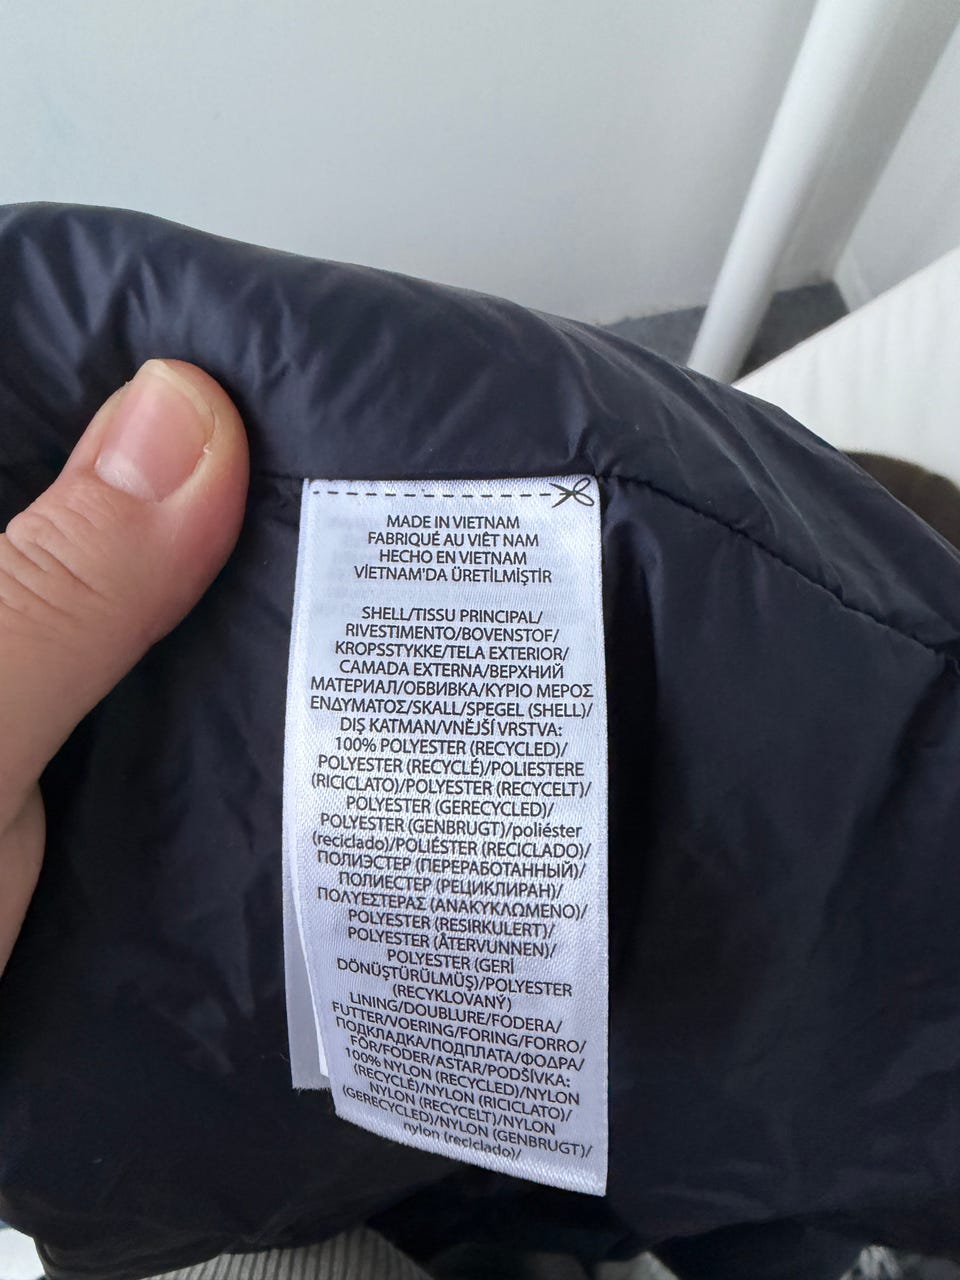 MADE IN VIETNAM
FABRIQUÉ AU VIÊT NAM
HECHO EN VIETNAM
VİETNAM'DA ÜRETİLMİŞTİR
SHELL/TISSU PRINCIPAL/
RIVESTIMENTO/BOVENSTOF/
KROPSSTYKKE/TELA EXTERIOR/
CAMADA EXTERNA/ВЕРХНИЙ
МАТЕРИАЛ/ОБВИВКА/ΚΥΡΙΟ ΜΕΡΟΣ
ΕΝΔΥΜΑΤΟΣ/SKALL/SPEGEL (SHELL)/
DIŞ KATMAN/VNĚJŠÍ VRSTVA:
100% POLYESTER (RECYCLED)/
POLYESTER (RECYCLÉ)/POLIESTERE
(RICICLATO)/POLYESTER (RECYCELT)/
POLYESTER (GERECYCLED)/
POLYESTER (GENBRUGT)/poliéster
(reciclado)/POLIÉSTER (RECICLADO)/
ПОЛИЭСТЕР (ПЕРЕРАБОТАННЫЙ)/
ПОЛИЕСТЕР (РЕЦИКЛИРАН)/
ΠΟΛΥΕΣΤΕΡΑΣ (ΑΝΑΚΥΚΛΩΜΕΝΟ)/
POLYESTER (RESIRKULERT)/
POLYESTER (ÅTERVUNNEN)/
POLYESTER (GERİ
DÖNÜŞTÜRÜLMÜŞ)/POLYESTER
(RECYKLOVANÝ)
LINING/DOUBLURE/FODERA/
FUTTER/VOERING/FORING/FORRO/
ПОДКЛАДКА/ПОДПЛАТА/ΦΟΔΡΑ/
FÔR/FODER/ASTAR/PODŠÍVKA:
100% NYLON (RECYCLED)/NYLON
(RECYCLÉ)/NYLON (RICICLATO)/
NYLON (RECYCELT)/NYLON
(GERECYCLED)/NYLON (GENBRUGT)/
nylon (reciclado)/